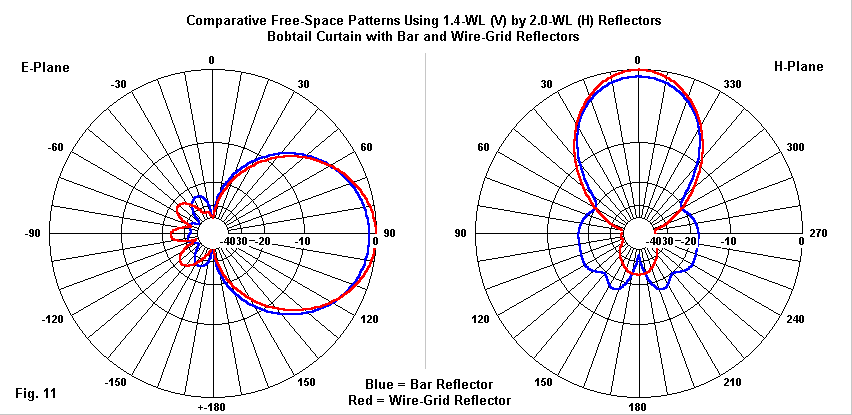 Comparative Free-Space Patterns Using 1.4-WL (V) by 2.0-WL (H) Reflectors
Bobtail Curtain with Bar and Wire-Grid Reflectors
E-Plane
0
-30
30
-60
60
-90
-40 30 -20 -10 0
90
-120
120
-150
150
+-180
H-Plane
0
30
330
60
300
90
-40 30 -20 -10 0
270
120
240
150
210
180
Fig. 11
Blue = Bar Reflector
Red = Wire-Grid Reflector